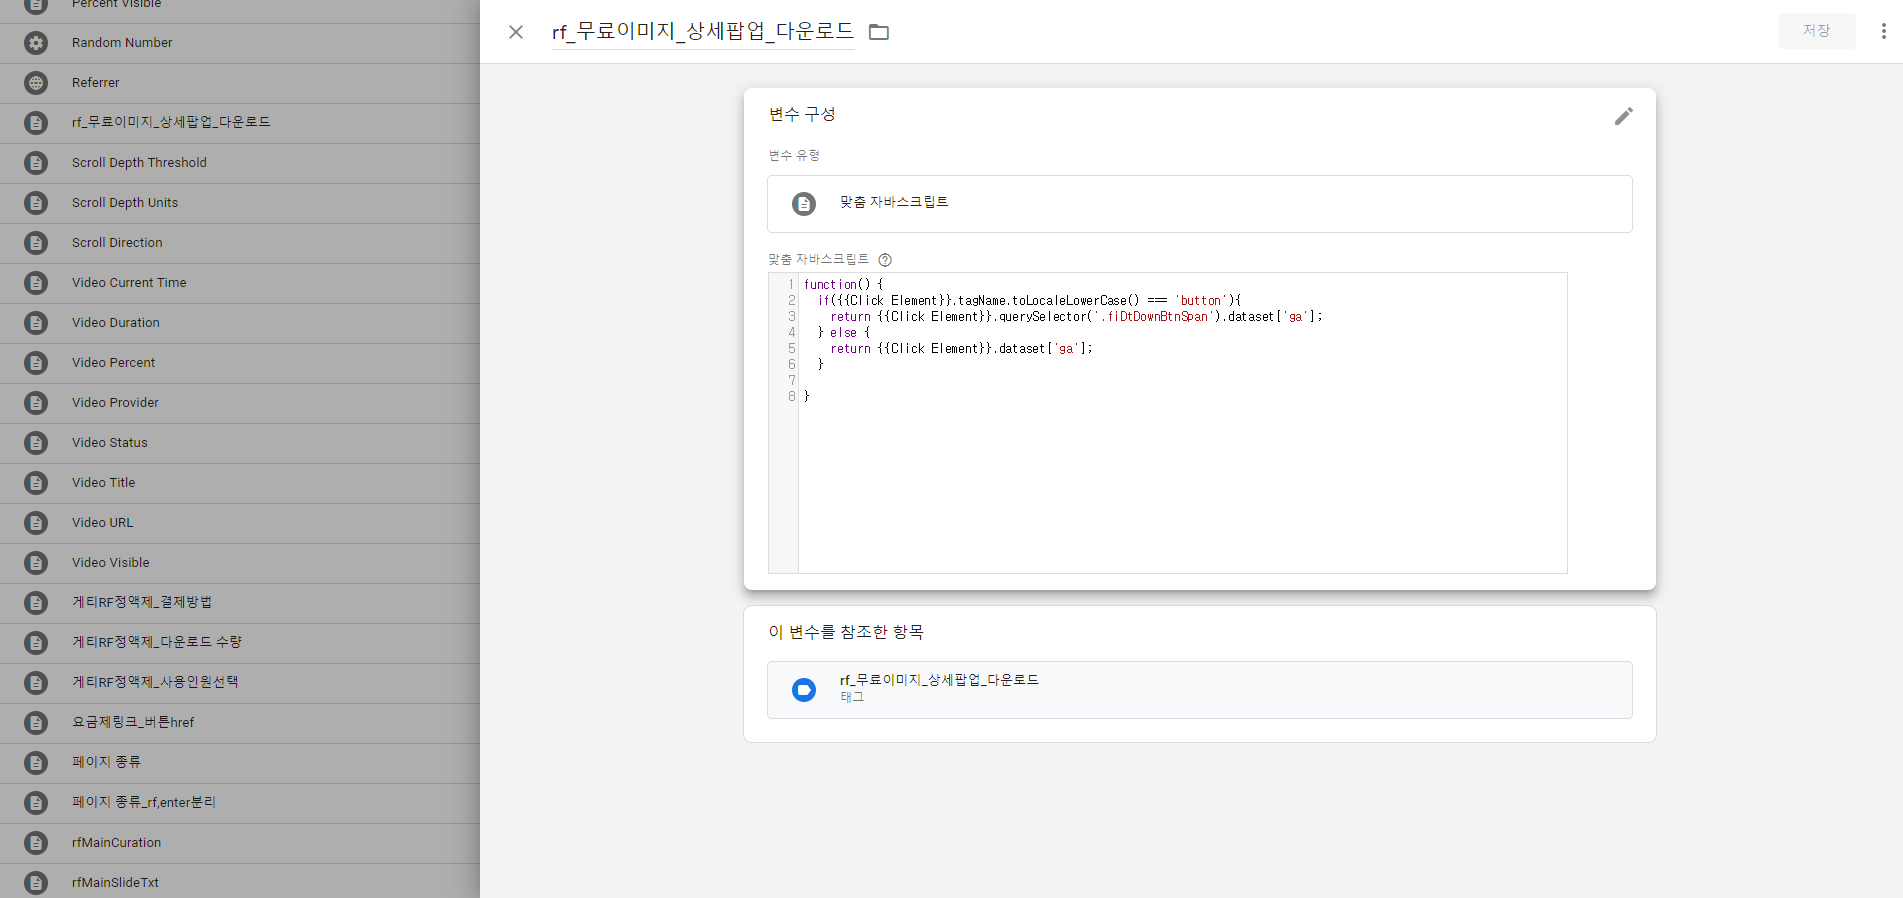 Percent Visible
Random Number
Referrer
rf_무료이미지_상세팝업_다운로드
Scroll Depth Threshold
Scroll Depth Units
Scroll Direction
Video Current Time
Video Duration
Video Percent
Video Provider
Video Status
Video Title
Video URL
Video Visible
게티RF정액제_결제방법
게티RF정액제_다운로드 수량
게티RF정액제_사용인원선택
요금제링크_버튼href
페이지 종류
페이지 종류_rf,enter분리
rfMainCuration
rfMainSlideTxt
rf_무료이미지_상세팝업_다운로드
저장
변수 구성
변수 유형
맞춤 자바스크립트
맞춤 자바스크립트
1 function() {
2 if({{Click Element}}.tagName.toLocaleLowerCase() === 'button'){
3 return {{Click Element}}.querySelector('.fiDtDownBtnSpan').dataset['ga'];
4 } else {
5 return {{Click Element}}.dataset['ga'];
6 }
7
8 }
이 변수를 참조한 항목
rf_무료이미지_상세팝업_다운로드
태그